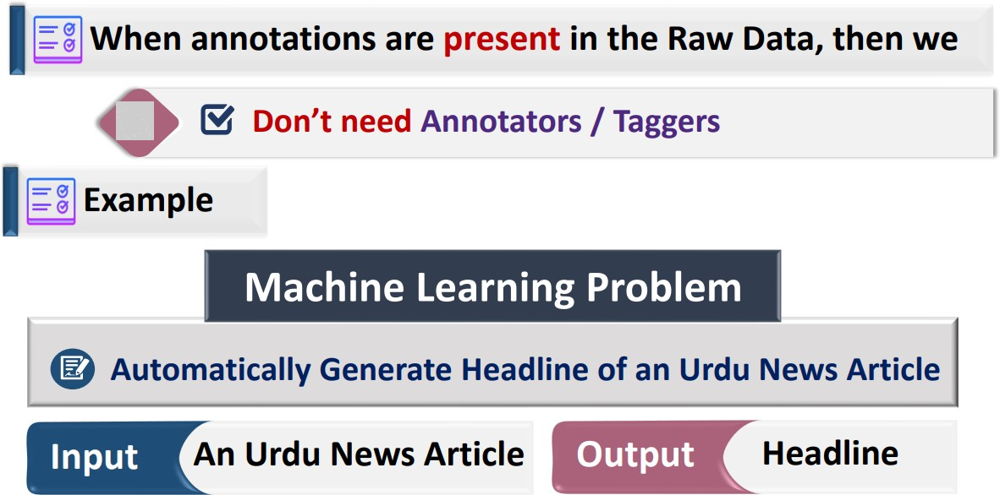 When annotations are present in the Raw Data, then we
Don’t need Annotators / Taggers
Example
Machine Learning Problem
Automatically Generate Headline of an Urdu News Article
Input An Urdu News Article Output Headline